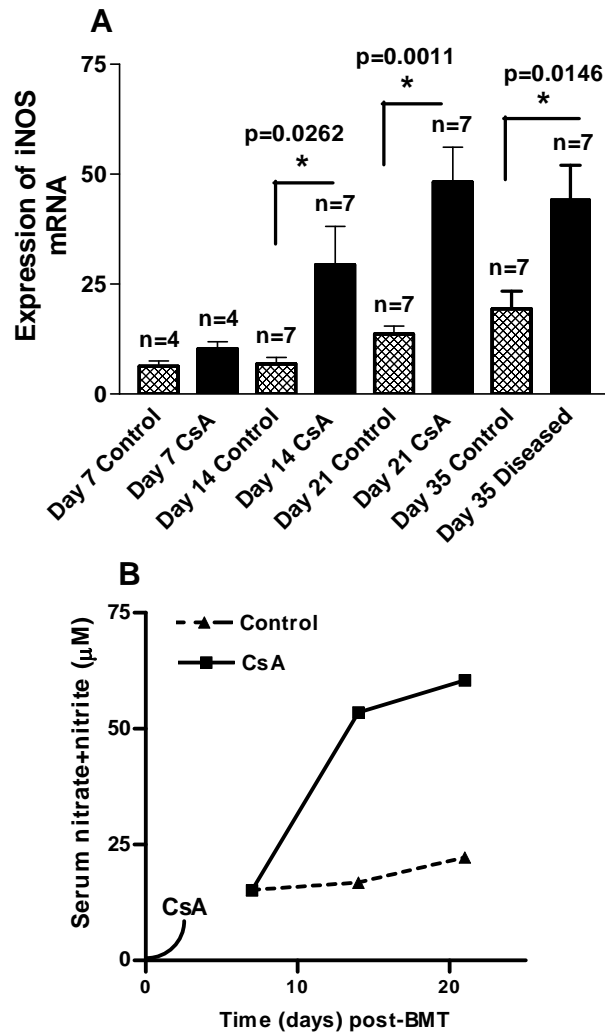 A
Expression of iNOS
mRNA
75
50
25
0
p=0.0262
*
p=0.0011
*
p=0.0146
*
n=4
n=4
n=7
n=7
n=7
n=7
n=7
n=7
Day 7 Control
Day 7 CsA
Day 14 Control
Day 14 CsA
Day 21 Control
Day 21 CsA
Day 35 Control
Day 35 Diseased
B
Serum nitrate+nitrite (μM)
75
50
25
0
Control
CsA
CsA
0
10
20
Time (days) post-BMT